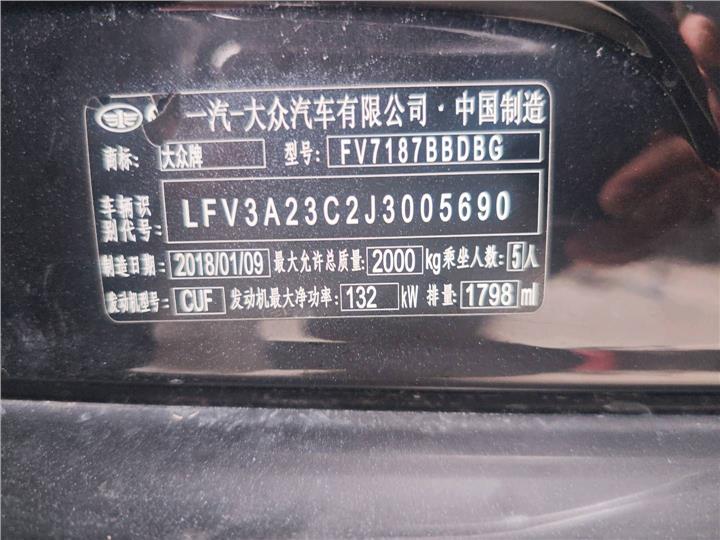 一汽-大众汽车有限公司·中国制造
商标: 大众牌 型号: FV7187BBDBG
车辆识
别代号: LFV3A23C2J3005690
制造日期: 2018/01/09 最大允许总质量: 2000 kg 乘坐人数: 5人
发动机型号: CUF 发动机最大净功率: 132 kW 排量: 1798 ml